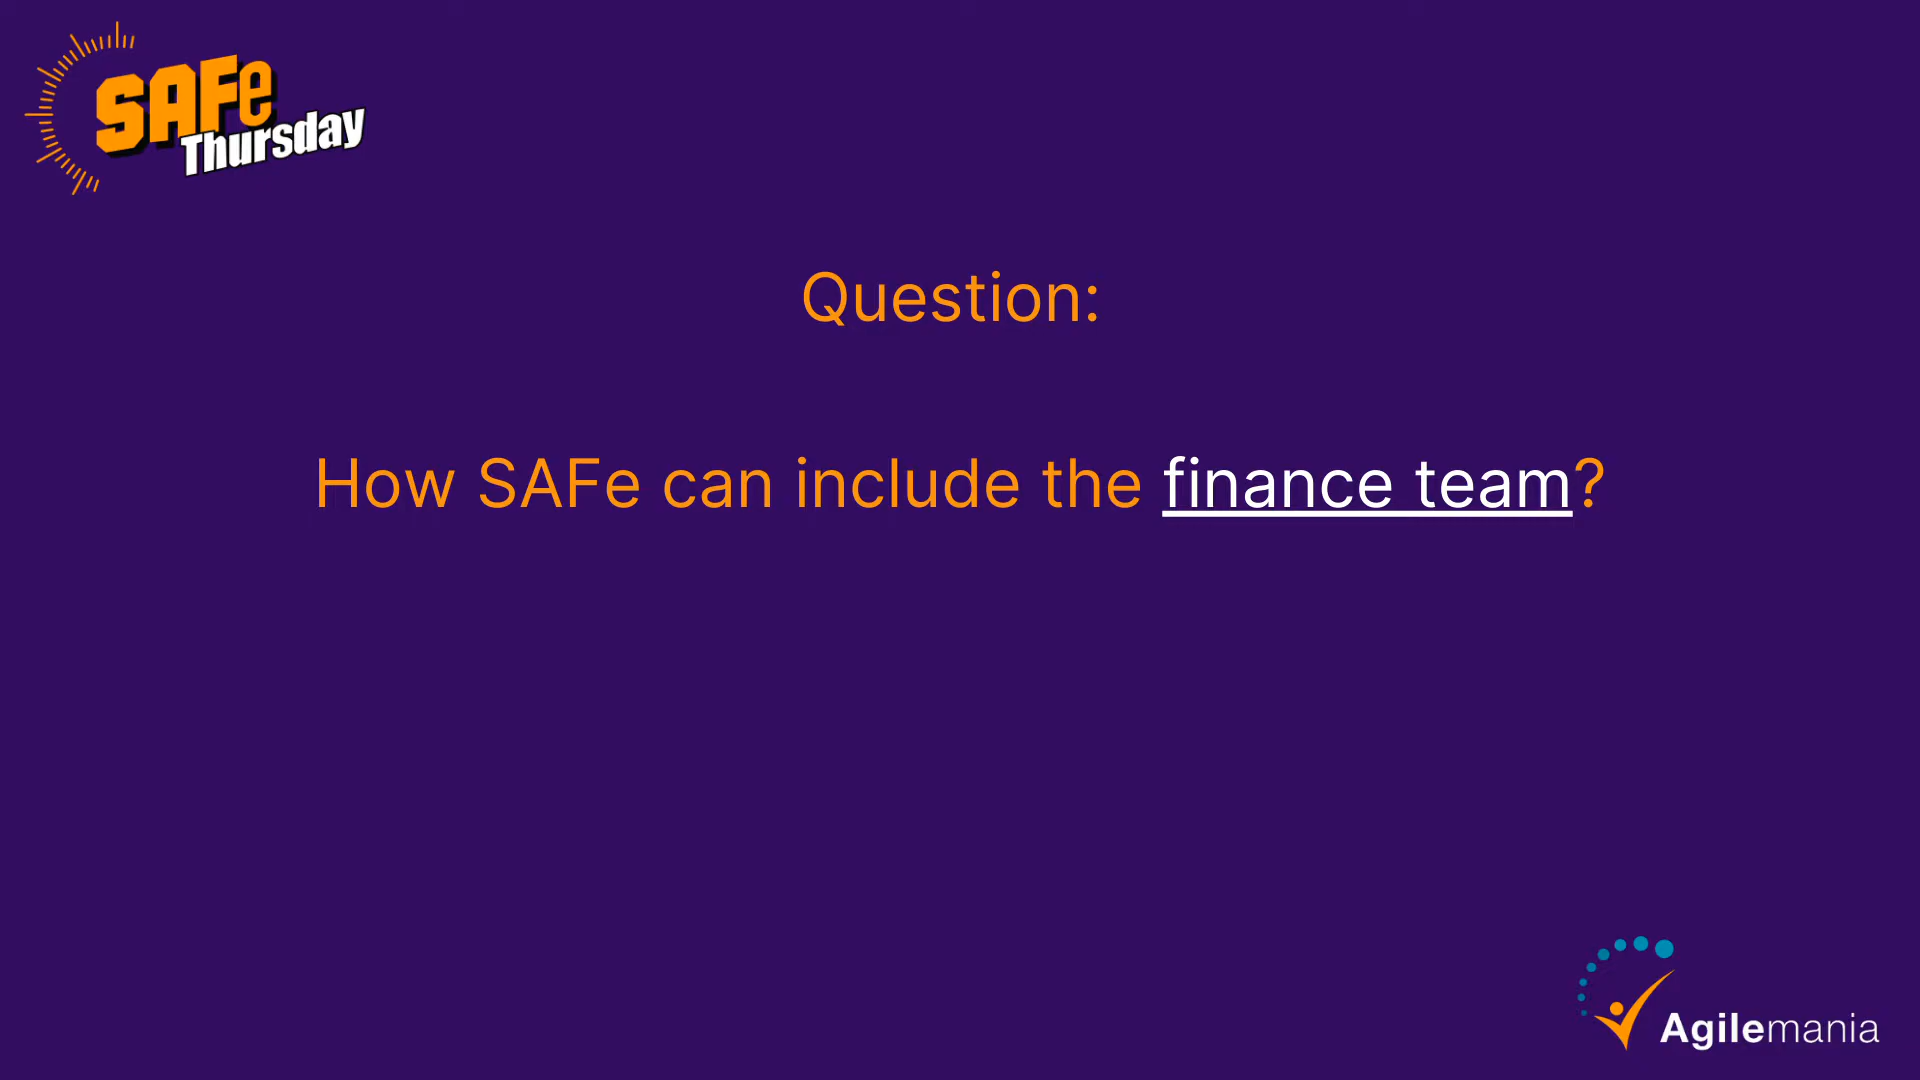 SAFe
Thursday
Question:
How SAFe can include the finance team?
Agilemania